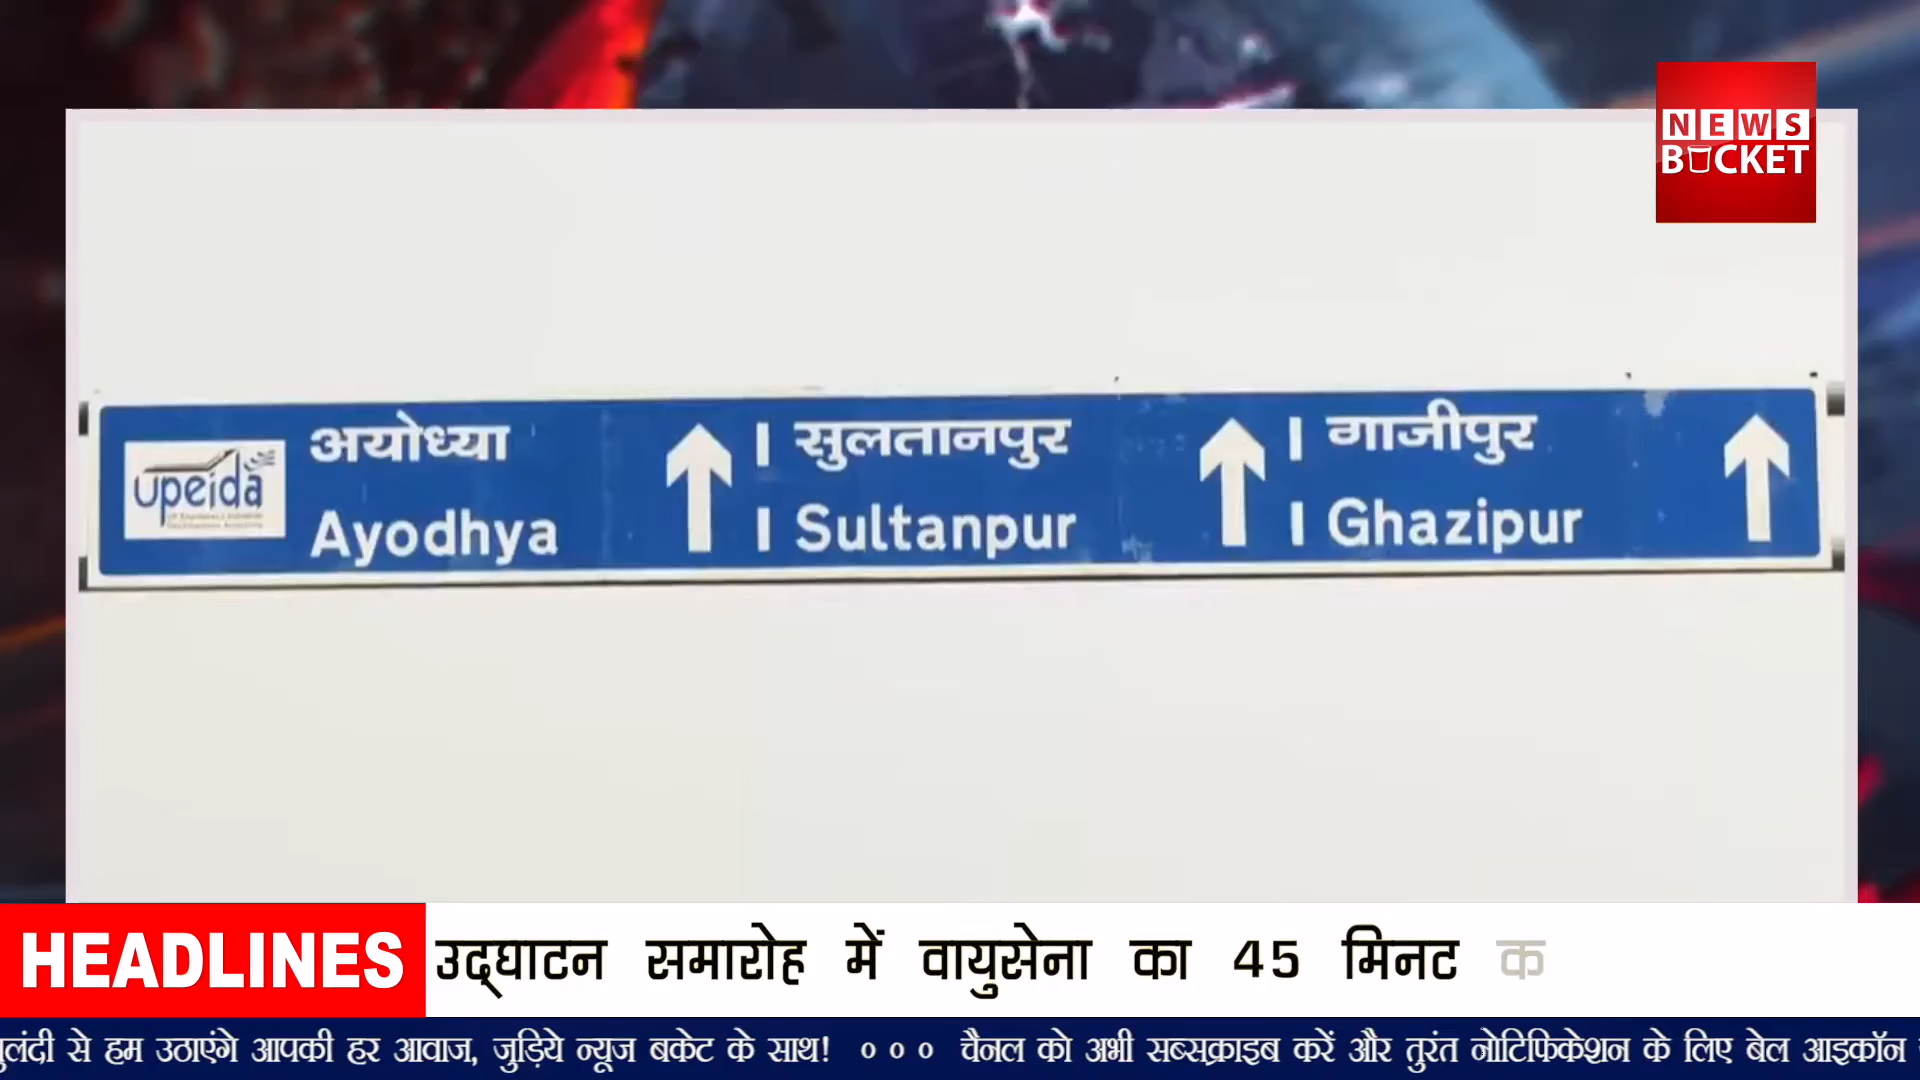 NEWS
BUCKET
upeida
अयोध्या
Ayodhya
सुलतानपुर
Sultanpur
गाजीपुर
Ghazipur
HEADLINES
उद्घाटन समारोह में वायुसेना का 45 मिनट क
से हम उठाएंगे आपकी हर आवाज, जुड़िये न्यूज बकेट के साथ! ००० चैनल को अभी सब्सक्राइब करें और तुरंत नोटिफिकेशन के लिए बेल आइकॉन